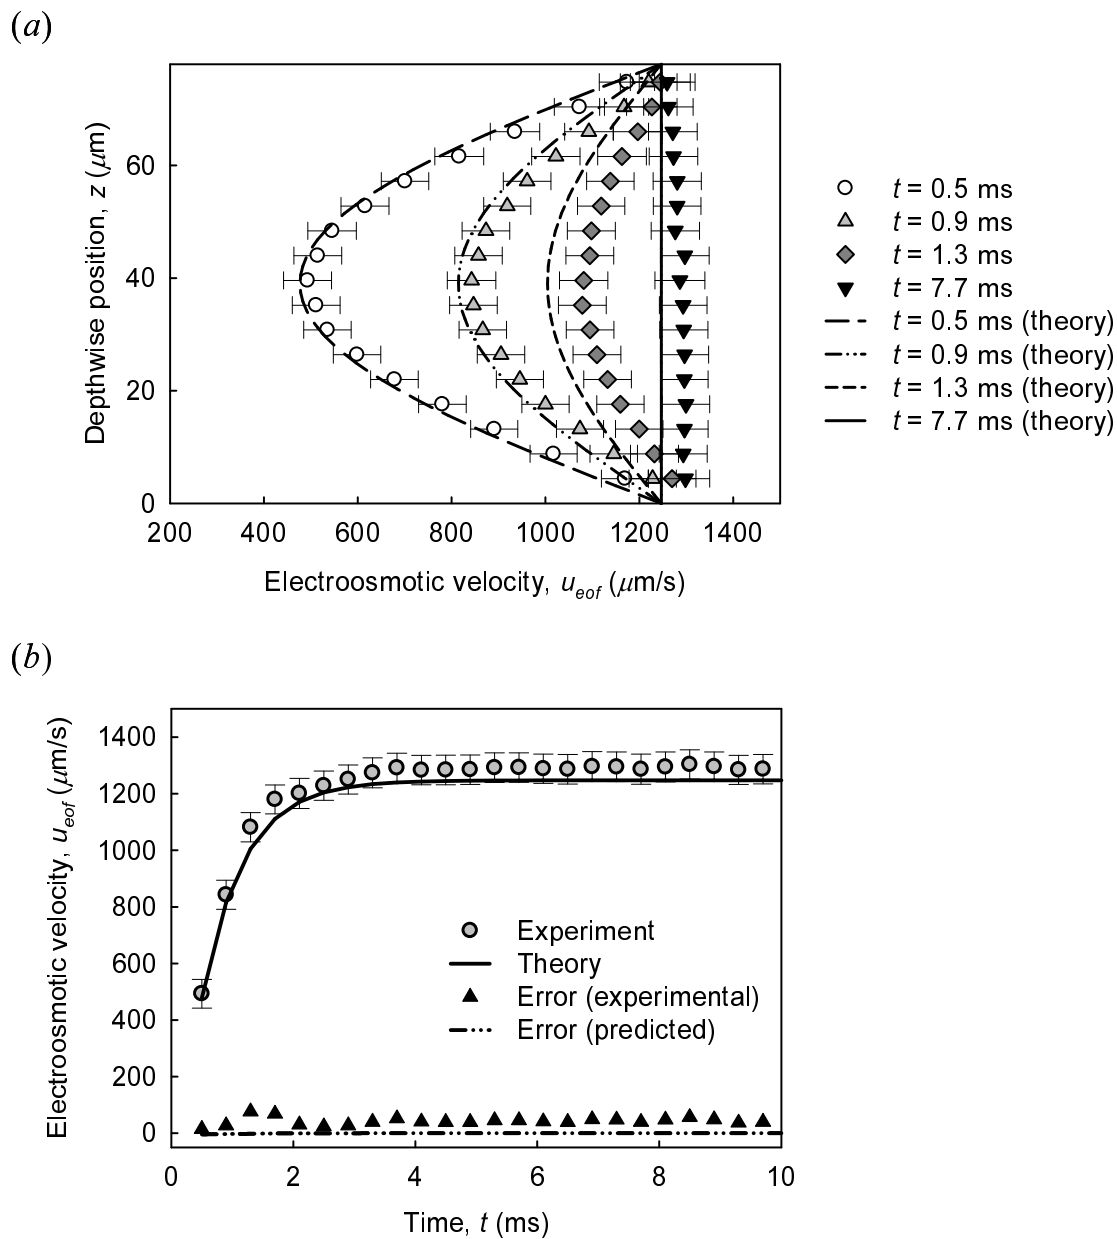 (a)
60
40
20
0
Depthwise position, z (μm)
200 400 600 800 1000 1200 1400
Electroosmotic velocity, u_eof (μm/s)
t = 0.5 ms
t = 0.9 ms
t = 1.3 ms
t = 7.7 ms
t = 0.5 ms (theory)
t = 0.9 ms (theory)
t = 1.3 ms (theory)
t = 7.7 ms (theory)
(b)
1400
1200
1000
800
600
400
200
0
Electroosmotic velocity, u_eof (μm/s)
Experiment
Theory
Error (experimental)
Error (predicted)
0 2 4 6 8 10
Time, t (ms)